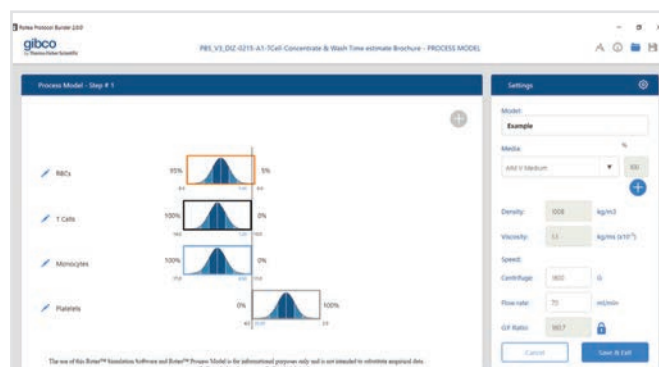 Rotea Protocol Builder 2.0.0
gibco
by Thermo Fisher Scientific
PBS_V3_DIZ-0215-A1-TCell-Concentrate & Wash Time estimate Brochure - PROCESS MODEL
Process Model - Step # 1
RBCs
95%
5%
T Cells
100%
0%
Monocytes
100%
0%
Platelets
0%
100%
The use of this Rotea™ Simulation Software and Rotea™ Process Model is for informational purposes only and is not intended to substitute empirical data.
Settings
Model:
Example
Media:
%
AIM V Medium
100
Density:
1008
kg/m3
Viscosity:
1.1
Speed:
Centrifuge:
G
Flow rate:
mL/min
G/F Ratio:
Cancel
Save & Exit